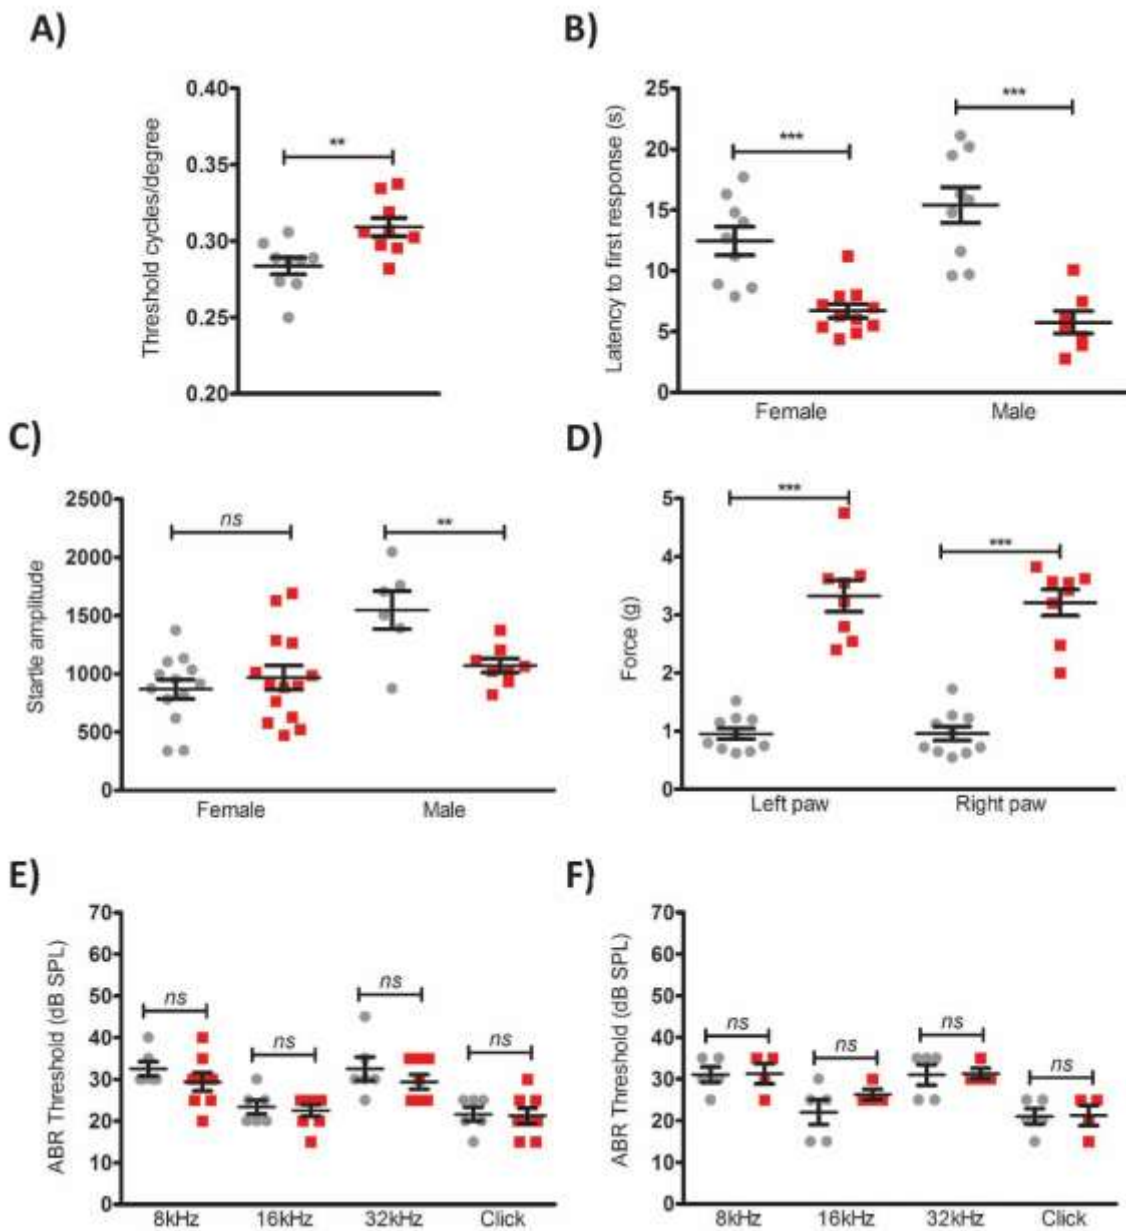 A)
Threshold cycles/degree
0.40
0.35
0.30
0.25
0.20
**
B)
Latency to first response (s)
25
20
15
10
5
0
***
***
Female
Male
C)
Startle amplitude
2500
2000
1500
1000
500
0
ns
**
Female
Male
D)
Force (g)
5
4
3
2
1
0
***
***
Left paw
Right paw
E)
ABR Threshold (dB SPL)
70
60
50
40
30
20
10
0
ns
ns
ns
ns
8kHz
16kHz
32kHz
Click
F)
ABR Threshold (dB SPL)
70
60
50
40
30
20
10
0
ns
ns
ns
ns
8kHz
16kHz
32kHz
Click